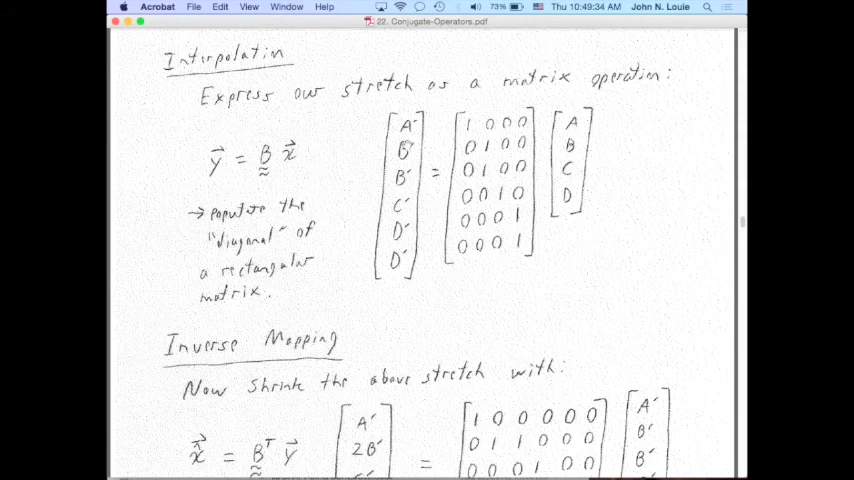 Acrobat File Edit View Window Help 73% Thu 10:49:34 AM John N. Louie
22. Conjugate-Operators.pdf
Interpolation
Express our stretch as a matrix operation:
y = B x
A' B' B' C' D' D'
=
1 0 0 0
0 1 0 0
0 1 0 0
0 0 1 0
0 0 0 1
0 0 0 1
A B C D
→ populate the
"diagonal" of
a rectangular
matrix.
Inverse Mapping
Now shrink the above stretch with:
x̂ = Bᵀ y
A'
2B'
=
1 0 0 0 0 0
0 1 1 0 0 0
0 0 0 1 0 0
A'
B'
B'